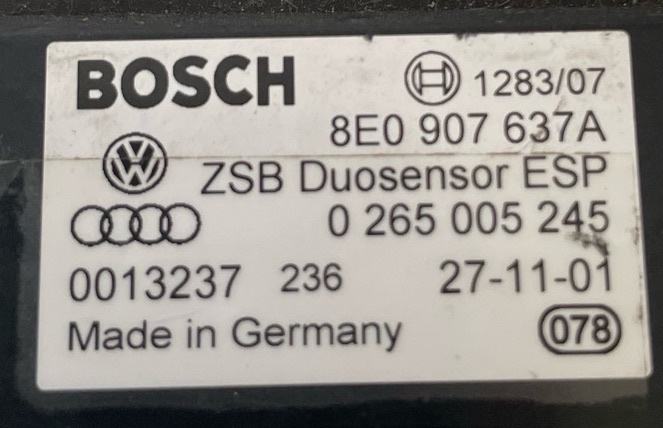 BOSCH 1283/07
8E0 907 637A
ZSB Duosensor ESP
0 265 005 245
0013237 236 27-11-01
Made in Germany 078